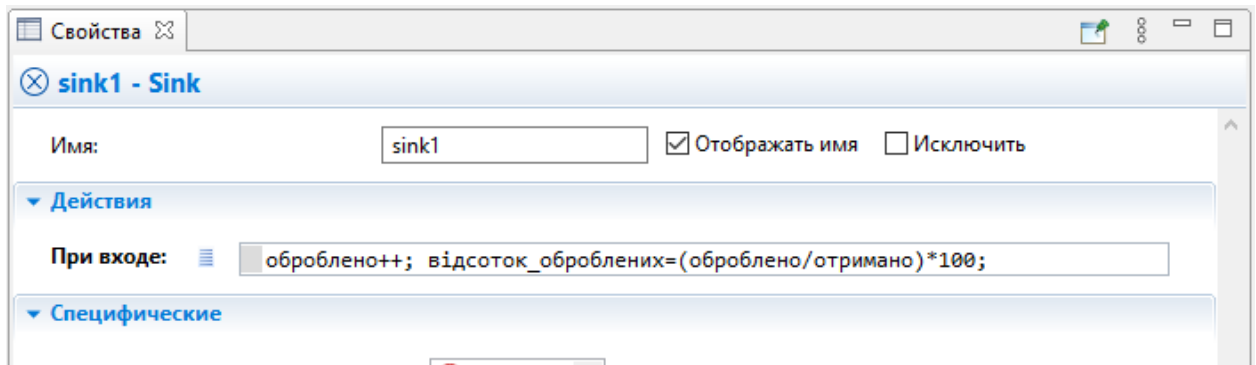 Свойства
sink1 - Sink
Имя: sink1 Отображать имя Исключить
Действия
При входе: оброблено++; відсоток_оброблених=(оброблено/отримано)*100;
Специфические